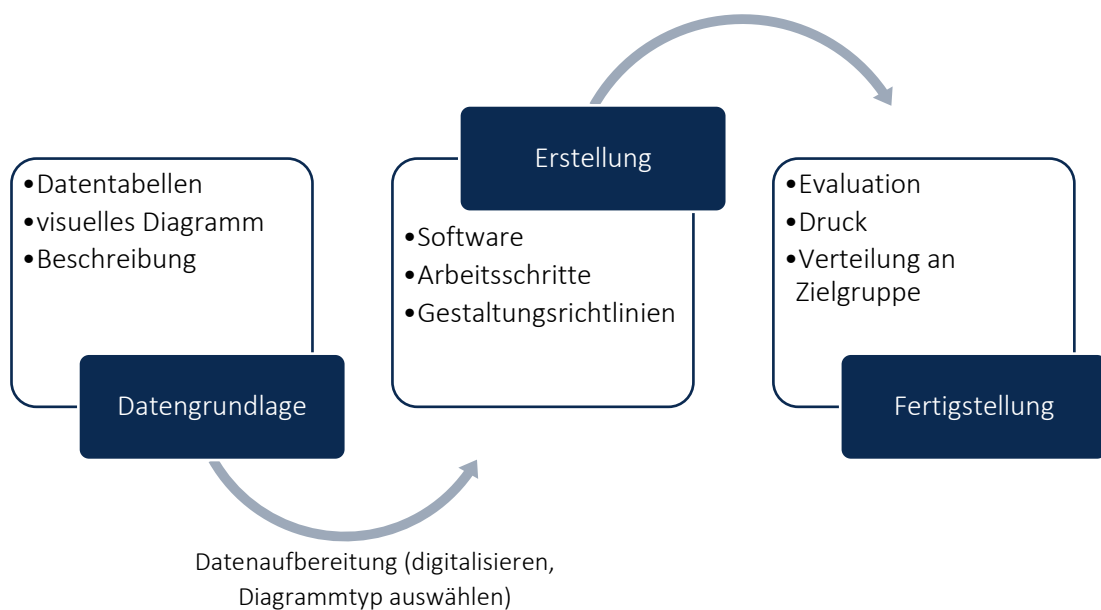 •Datentabellen
•visuelles Diagramm
•Beschreibung
Datengrundlage
Datenaufbereitung (digitalisieren,
Diagrammtyp auswählen)
Erstellung
•Software
•Arbeitsschritte
•Gestaltungsrichtlinien
•Evaluation
•Druck
•Verteilung an
Zielgruppe
Fertigstellung